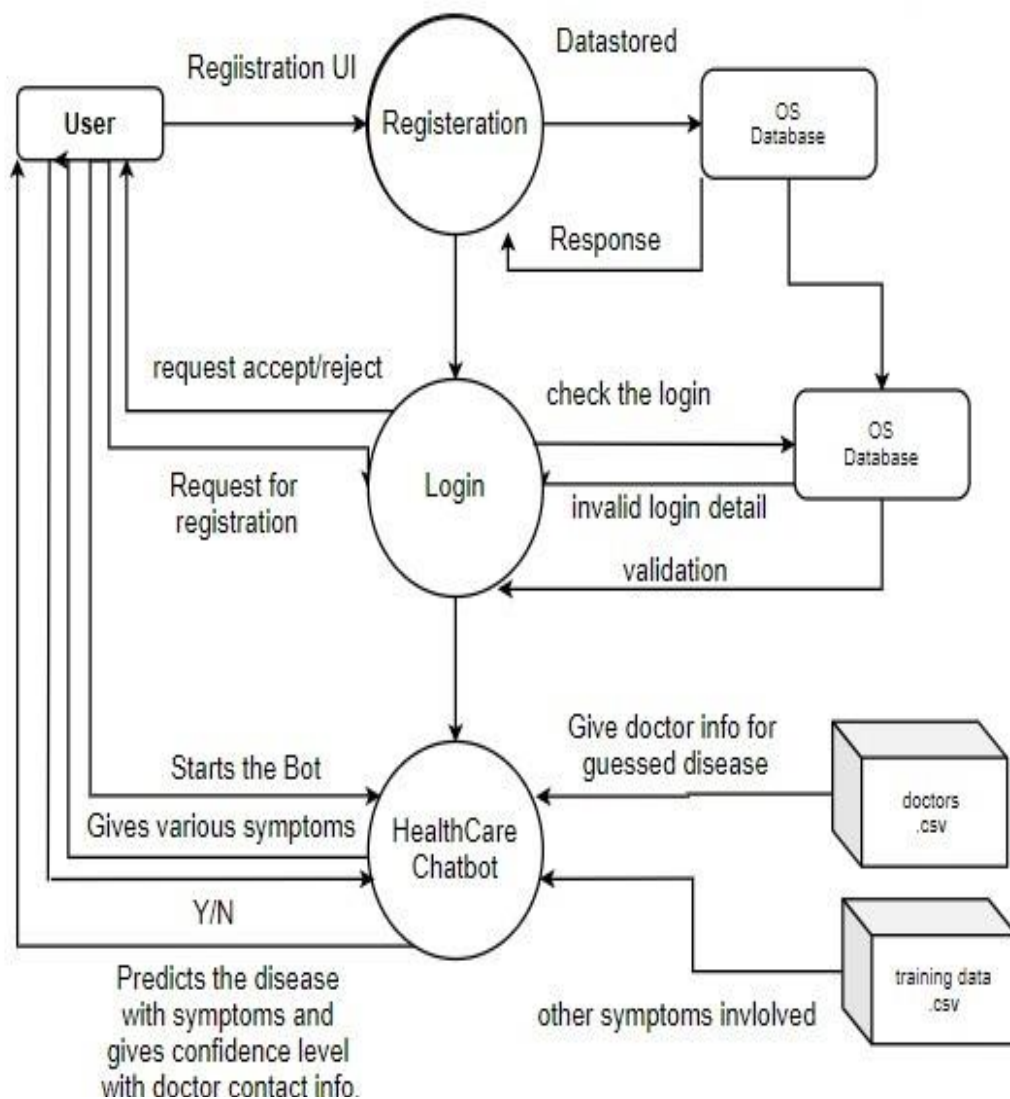 Datastored
Regiistration UI
User
Registeration
OS
Database
Response
request accept/reject
check the login
OS
Database
Login
Request for
registration
invalid login detail
validation
Give doctor info for
guessed disease
Starts the Bot
doctors
.csv
Gives various symptoms
HealthCare
Chatbot
Y/N
training data
.csv
Predicts the disease
with symptoms and
gives confidence level
with doctor contact info.
other symptoms invlolved